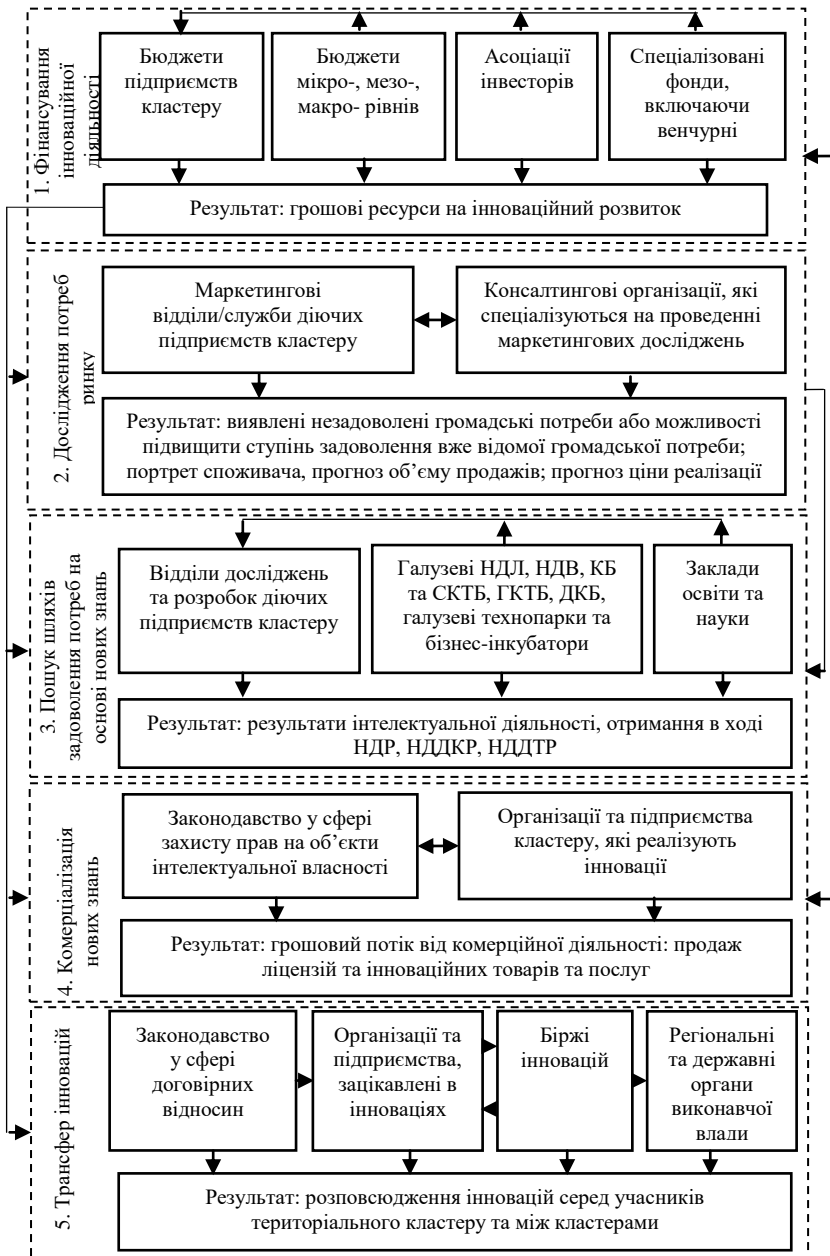 1. Фінансування
інноваційної
діяльності
Бюджети
підприємств
кластеру
Бюджети
мікро-, мезо-,
макро- рівнів
Асоціації
інвесторів
Спеціалізовані
фонди,
включаючи
венчурні
Результат: грошові ресурси на інноваційний розвиток
2. Дослідження потреб
ринку
Маркетингові
відділи/служби діючих
підприємств кластеру
Консалтингові організації, які
спеціалізуються на проведенні
маркетингових досліджень
Результат: виявлені незадоволені громадські потреби або можливості
підвищити ступінь задоволення вже відомої громадської потреби;
портрет споживача, прогноз об’єму продажів; прогноз ціни реалізації
3. Пошук шляхів
задоволення потреб на
основі нових знань
Відділи досліджень
та розробок діючих
підприємств кластеру
Галузеві НДЛ, НДВ, КБ
та СКТБ, ГКТБ, ДКБ,
галузеві технопарки та
бізнес-інкубатори
Заклади
освіти та
науки
Результат: результати інтелектуальної діяльності, отримання в ході
НДР, НДДКР, НДДТР
4. Комерціалізація
нових знань
Законодавство у сфері
захисту прав на об’єкти
інтелектуальної власності
Організації та підприємства
кластеру, які реалізують
інновації
Результат: грошовий потік від комерційної діяльності: продаж
ліцензій та інноваційних товарів та послуг
5. Трансфер інновацій
Законодавство
у сфері
договірних
відносин
Організації та
підприємства,
зацікавлені в
інноваціях
Біржі
інновацій
Регіональні
та державні
органи
виконавчої
влади
Результат: розповсюдження інновацій серед учасників
територіального кластеру та між кластерами